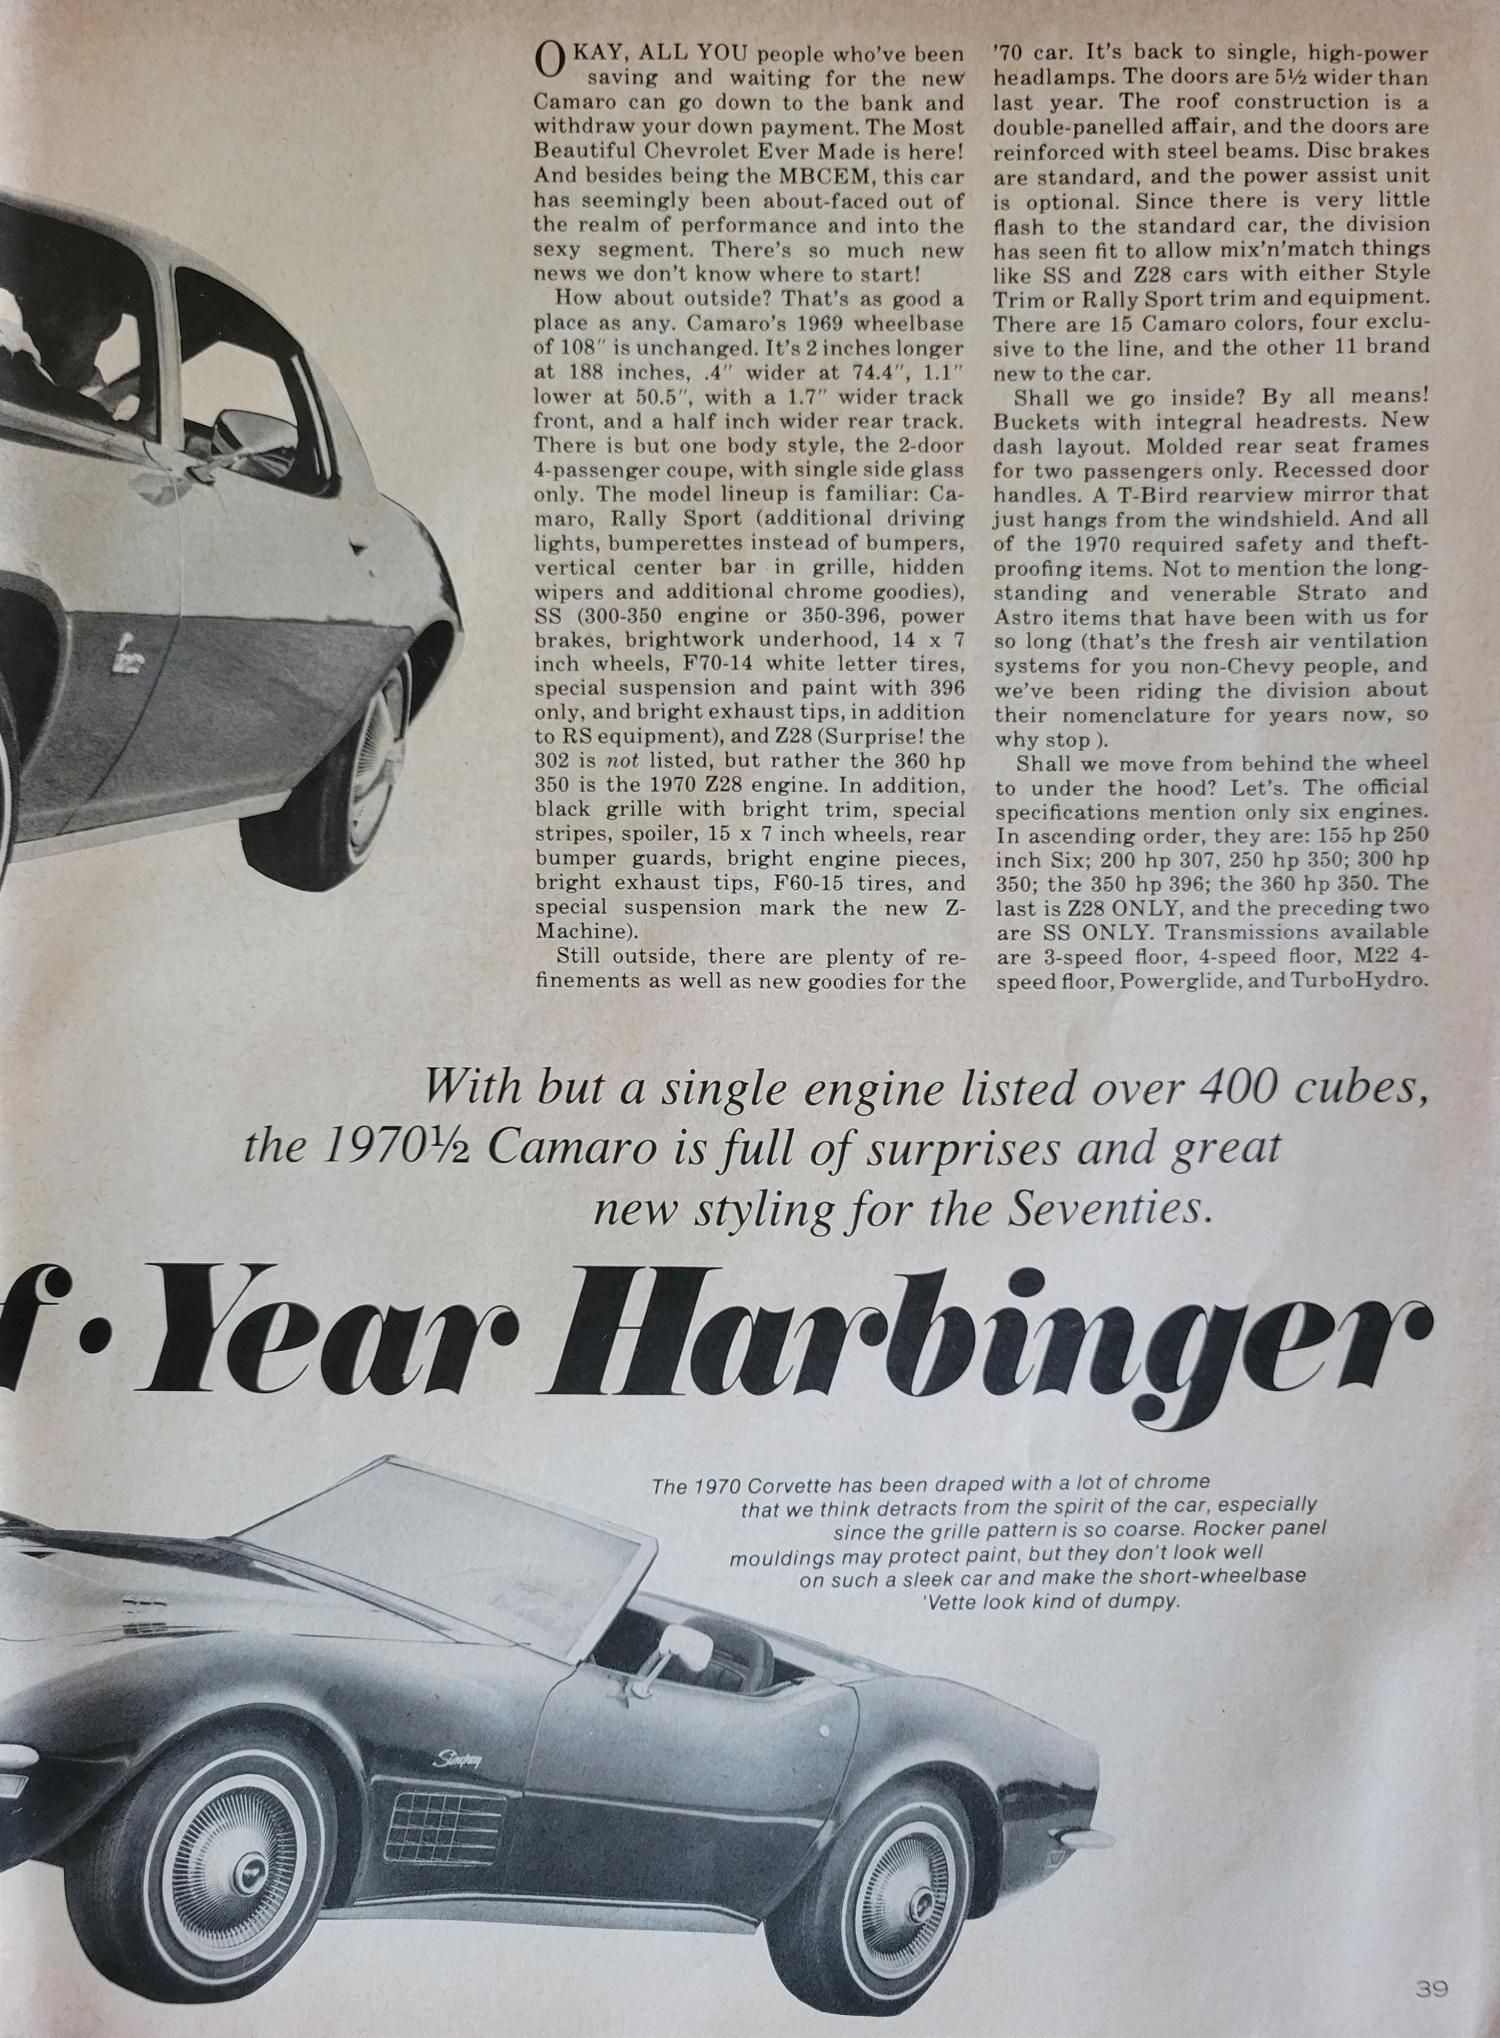 OKAY, ALL YOU people who've been
saving and waiting for the new
Camaro can go down to the bank and
withdraw your down payment. The Most
Beautiful Chevrolet Ever Made is here!
And besides being the MBCEM, this car
has seemingly been about-faced out of
the realm of performance and into the
sexy segment. There's so much new
news we don't know where to start!
How about outside? That's as good a
place as any. Camaro's 1969 wheelbase
of 108″ is unchanged. It's 2 inches longer
at 188 inches, .4″ wider at 74.4″, 1.1″
lower at 50.5″, with a 1.7″ wider track
front, and a half inch wider rear track.
There is but one body style, the 2-door
4-passenger coupe, with single side glass
only. The model lineup is familiar: Ca-
maro, Rally Sport (additional driving
lights, bumperettes instead of bumpers,
vertical center bar in grille, hidden
wipers and additional chrome goodies),
SS (300-350 engine or 350-396, power
brakes, brightwork underhood, 14 x 7
inch wheels, F70-14 white letter tires,
special suspension and paint with 396
only, and bright exhaust tips, in addition
to RS equipment), and Z28 (Surprise! the
302 is not listed, but rather the 360 hp
350 is the 1970 Z28 engine. In addition,
black grille with bright trim, special
stripes, spoiler, 15 x 7 inch wheels, rear
bumper guards, bright engine pieces,
bright exhaust tips, F60-15 tires, and
special suspension mark the new Z-
Machine).
Still outside, there are plenty of re-
finements as well as new goodies for the
'70 car. It's back to single, high-power
headlamps. The doors are 5½ wider than
last year. The roof construction is a
double-panelled affair, and the doors are
reinforced with steel beams. Disc brakes
are standard, and the power assist unit
is optional. Since there is very little
flash to the standard car, the division
has seen fit to allow mix'n'match things
like SS and Z28 cars with either Style
Trim or Rally Sport trim and equipment.
There are 15 Camaro colors, four exclu-
sive to the line, and the other 11 brand
new to the car.
Shall we go inside? By all means!
Buckets with integral headrests. New
dash layout. Molded rear seat frames
for two passengers only. Recessed door
handles. A T-Bird rearview mirror that
just hangs from the windshield. And all
of the 1970 required safety and theft-
proofing items. Not to mention the long-
standing and venerable Strato and
Astro items that have been with us for
so long (that's the fresh air ventilation
systems for you non-Chevy people, and
we've been riding the division about
their nomenclature for years now, so
why stop ).
Shall we move from behind the wheel
to under the hood? Let's. The official
specifications mention only six engines.
In ascending order, they are: 155 hp 250
inch Six; 200 hp 307, 250 hp 350; 300 hp
350; the 350 hp 396; the 360 hp 350. The
last is Z28 ONLY, and the preceding two
are SS ONLY. Transmissions available
are 3-speed floor, 4-speed floor, M22 4-
speed floor, Powerglide, and TurboHydro.
With but a single engine listed over 400 cubes,
the 1970½ Camaro is full of surprises and great
new styling for the Seventies.
f·Year Harbinger
The 1970 Corvette has been draped with a lot of chrome
that we think detracts from the spirit of the car, especially
since the grille pattern is so coarse. Rocker panel
mouldings may protect paint, but they don't look well
on such a sleek car and make the short-wheelbase
'Vette look kind of dumpy.
Stingray
39